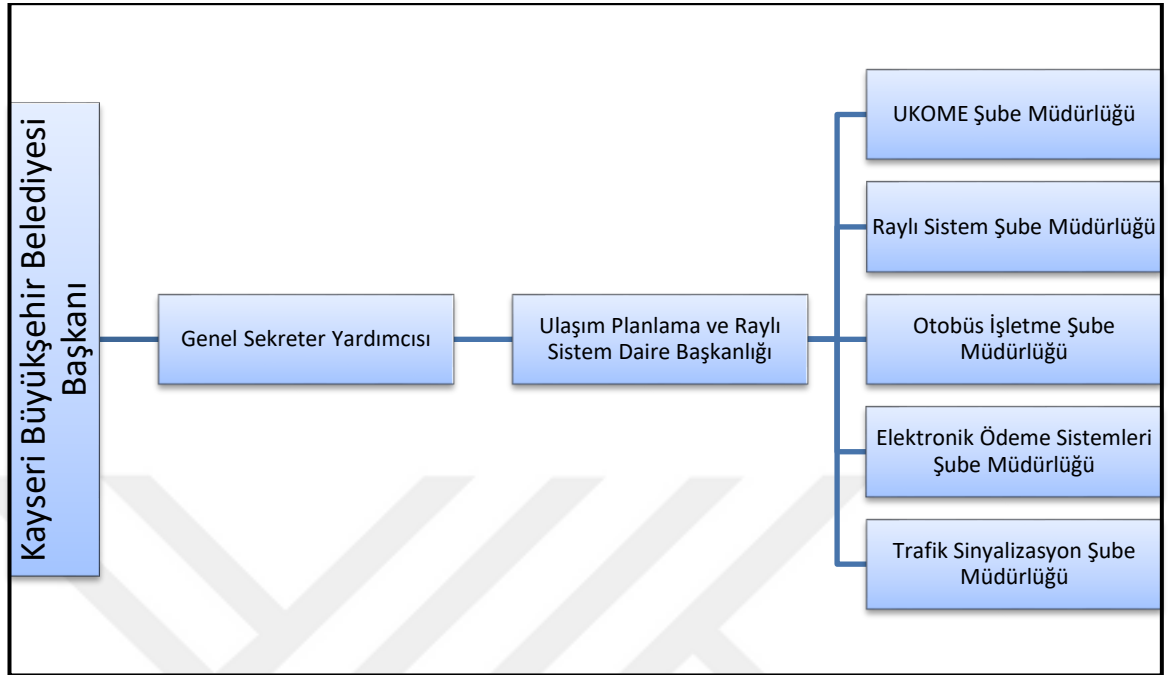 Kayseri Büyükşehir Belediyesi
Başkanı
Genel Sekreter Yardımcısı
Ulaşım Planlama ve Raylı
Sistem Daire Başkanlığı
UKOME Şube Müdürlüğü
Raylı Sistem Şube Müdürlüğü
Otobüs İşletme Şube
Müdürlüğü
Elektronik Ödeme Sistemleri
Şube Müdürlüğü
Trafik Sinyalizasyon Şube
Müdürlüğü